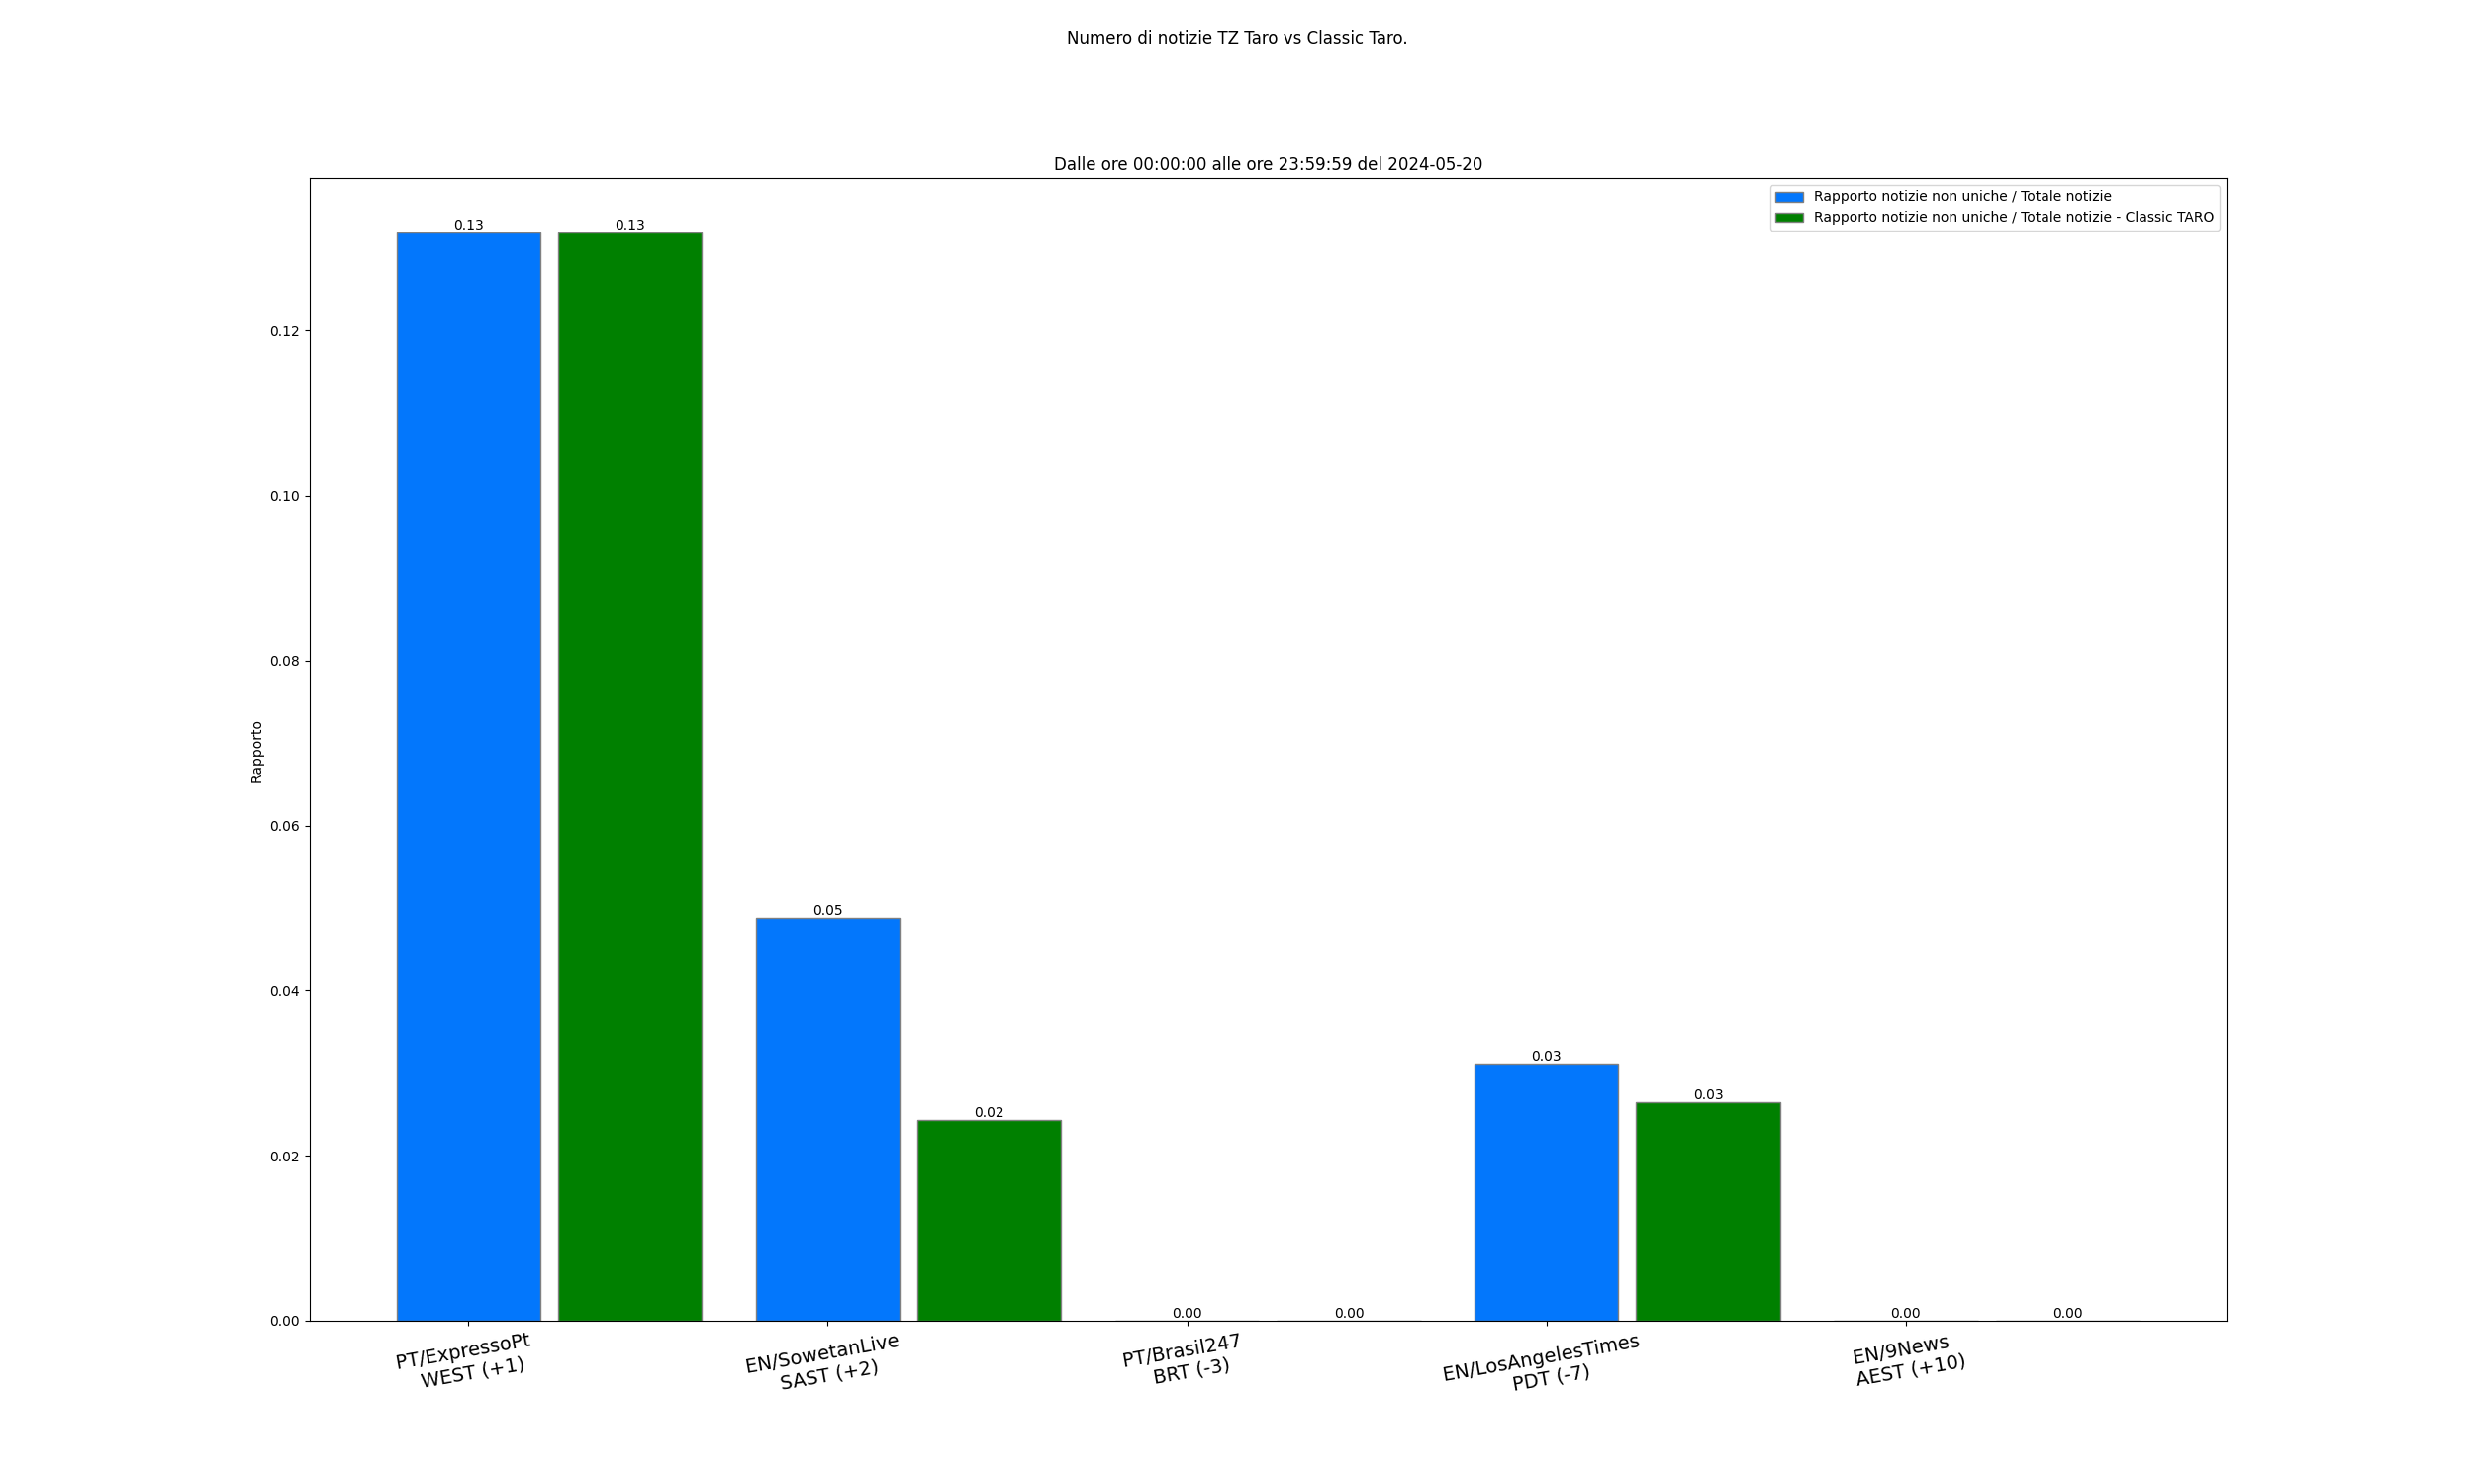 Numero di notizie TZ Taro vs Classic Taro.
Dalle ore 00:00:00 alle ore 23:59:59 del 2024-05-20
Rapporto notizie non uniche / Totale notizie
Rapporto notizie non uniche / Totale notizie - Classic TARO
Rapporto
0.12
0.10
0.08
0.06
0.04
0.02
0.00
0.13
0.13
0.05
0.02
0.00
0.00
0.03
0.03
0.00
0.00
PT/ExpressoPt
WEST (+1)
EN/SowetanLive
SAST (+2)
PT/Brasil247
BRT (-3)
EN/LosAngelesTimes
PDT (-7)
EN/9News
AEST (+10)